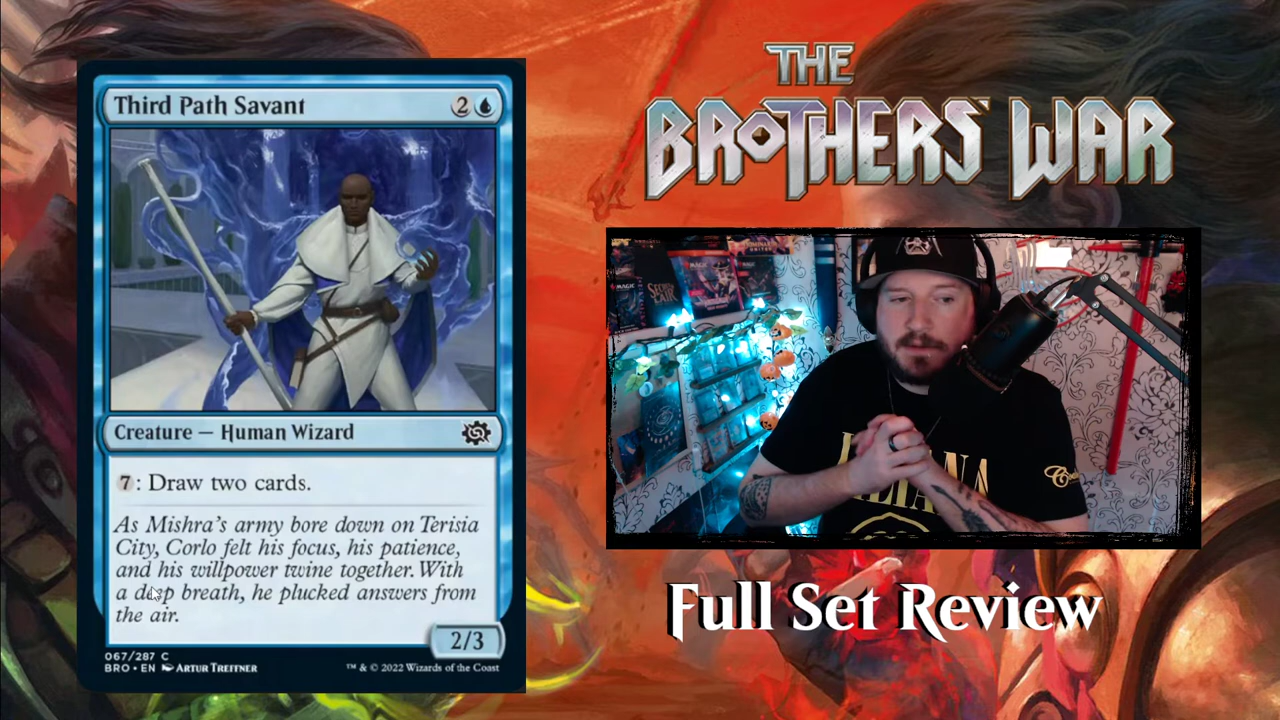 Third Path Savant 2
Creature — Human Wizard
7: Draw two cards.
As Mishra's army bore down on Terisia
City, Corlo felt his focus, his patience,
and his willpower twine together. With
a deep breath, he plucked answers from
the air.
2/3
067/287 C
BRO • EN ARTUR TREFFNER
™ & © 2022 Wizards of the Coast
THE
BROTHERS' WAR
MAGIC
SECRET
LAIR
Full Set Review